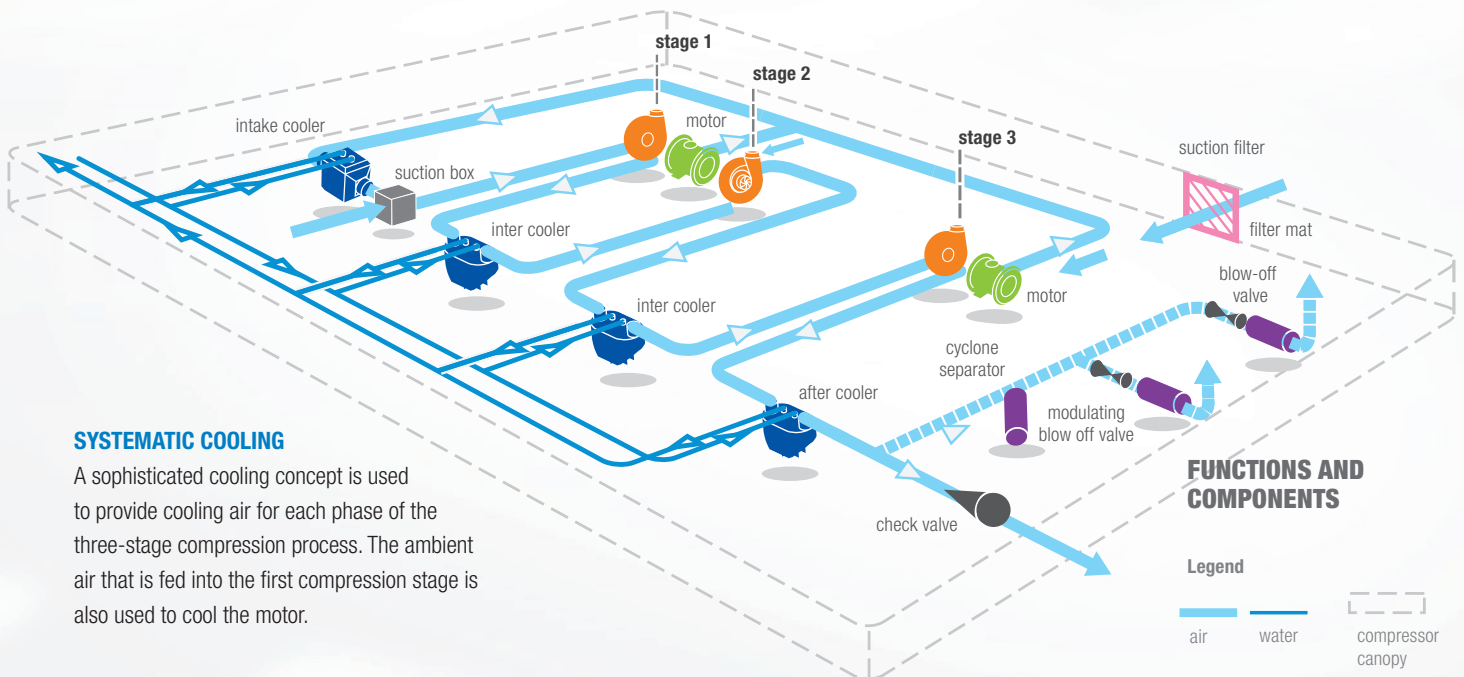 stage 1
stage 2
stage 3
intake cooler
motor
suction box
suction filter
filter mat
inter cooler
inter cooler
motor
blow-off
valve
cyclone
separator
after cooler
modulating
blow off valve
check valve
SYSTEMATIC COOLING
A sophisticated cooling concept is used
to provide cooling air for each phase of the
three-stage compression process. The ambient
air that is fed into the first compression stage is
also used to cool the motor.
FUNCTIONS AND
COMPONENTS
Legend
air
water
compressor
canopy